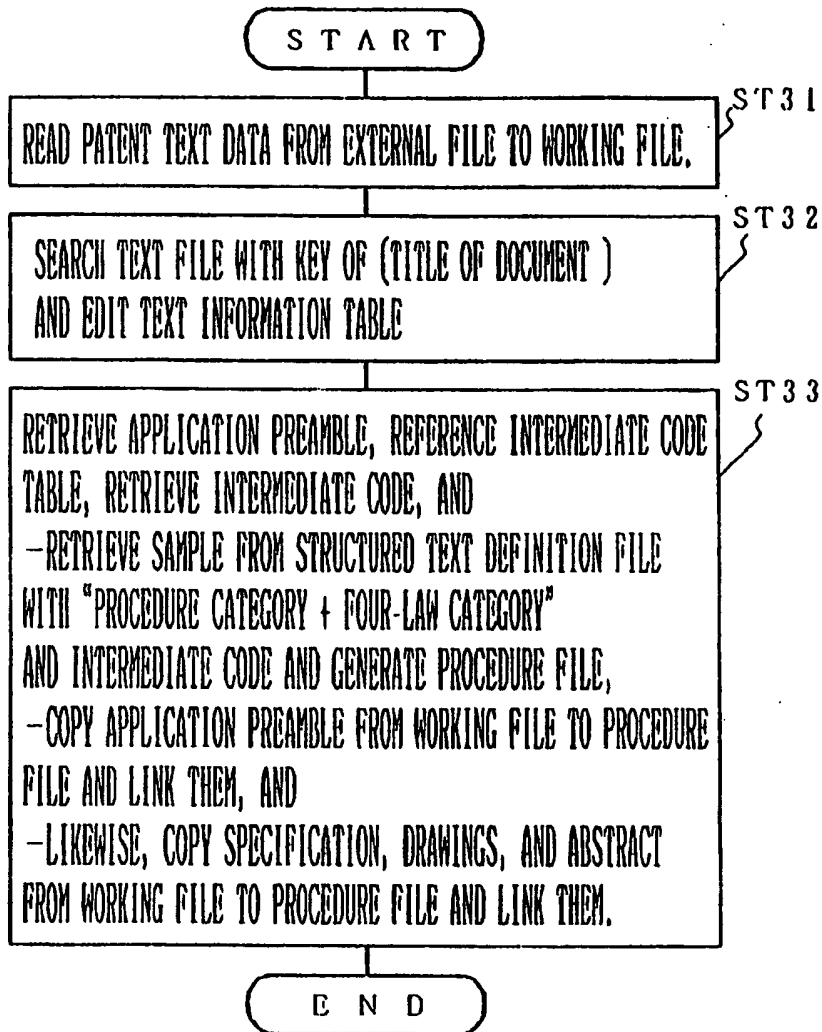 START
ST31
READ PATENT TEXT DATA FROM EXTERNAL FILE TO WORKING FILE.
ST32
SEARCH TEXT FILE WITH KEY OF (TITLE OF DOCUMENT )
AND EDIT TEXT INFORMATION TABLE
ST33
RETRIEVE APPLICATION PREAMBLE, REFERENCE INTERMEDIATE CODE
TABLE, RETRIEVE INTERMEDIATE CODE, AND
-RETRIEVE SAMPLE FROM STRUCTURED TEXT DEFINITION FILE
WITH "PROCEDURE CATEGORY + FOUR-LAW CATEGORY"
AND INTERMEDIATE CODE AND GENERATE PROCEDURE FILE,
-COPY APPLICATION PREAMBLE FROM WORKING FILE TO PROCEDURE
FILE AND LINK THEM, AND
-LIKEWISE, COPY SPECIFICATION, DRAWINGS, AND ABSTRACT
FROM WORKING FILE TO PROCEDURE FILE AND LINK THEM.
END